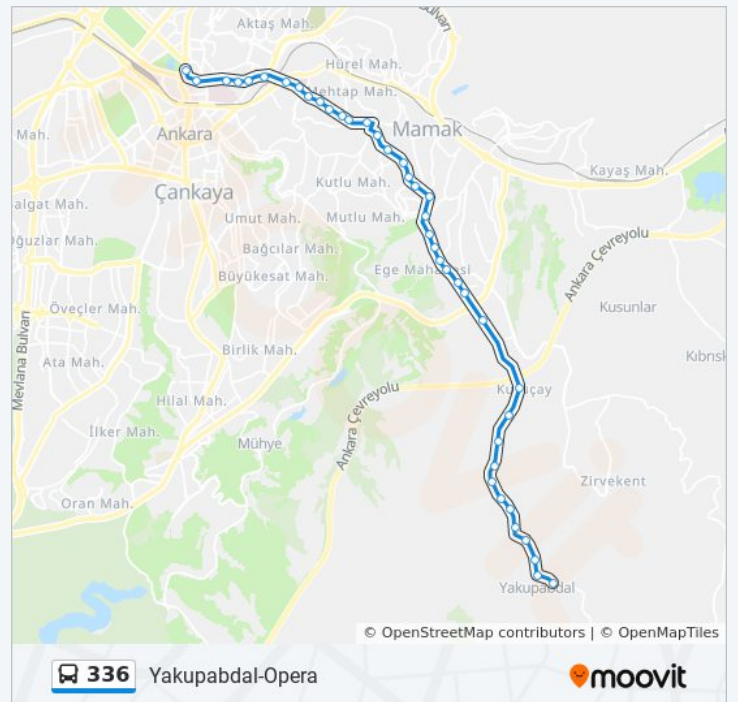 Bulvarı
Aktaş Mah.
Hürel Mah.
Mehtap Mah.
Mah.
Ankara
Mamak
Kayaş Mah.
Kutlu Mah.
Çankaya
algat Mah.
Umut Mah.
Mutlu Mah.
ğuzlar Mah.
Bağcılar Mah.
Ankara Çevreyolu
Büyükesat Mah.
Ege Mahallesi
Öveçler Mah.
Kusunlar
Mevlana Bulvarı
Birlik Mah.
Ata Mah.
Kıbrısk
Ankara Çevreyolu
Hilal Mah.
İlker Mah.
Mühye
Zirvekent
Oran Mah.
Yakupabdal
© OpenStreetMap contributors | © OpenMapTiles
336 Yakupabdal-Opera
moovit